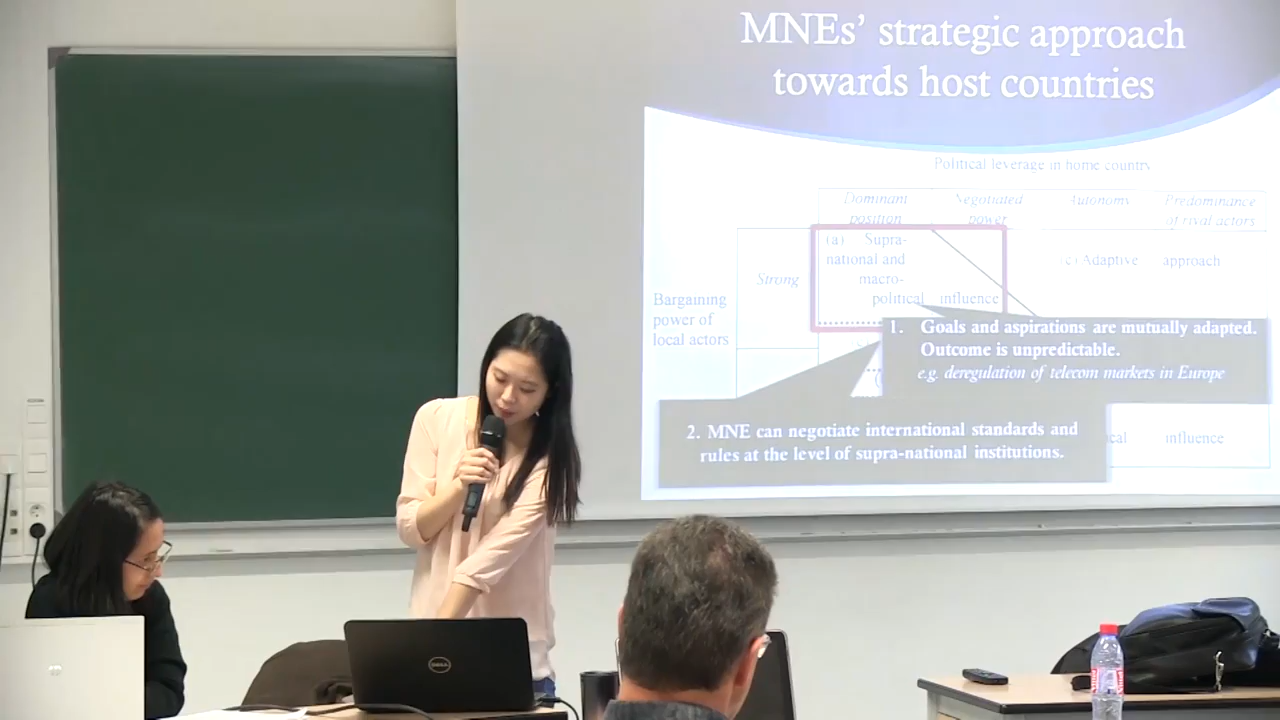 MNEs' strategic approach
towards host countries
Political leverage in home country
Dominant
position
Negotiated
power
Autonomy
Predominance
of rival actors
Bargaining
power of
local actors
Strong
(a) Supra-
national and
macro-
political influence
(c) Adaptive approach
1. Goals and aspirations are mutually adapted.
Outcome is unpredictable.
e.g. deregulation of telecom markets in Europe
2. MNE can negotiate international standards and
rules at the level of supra-national institutions.
influence
DELL
hp